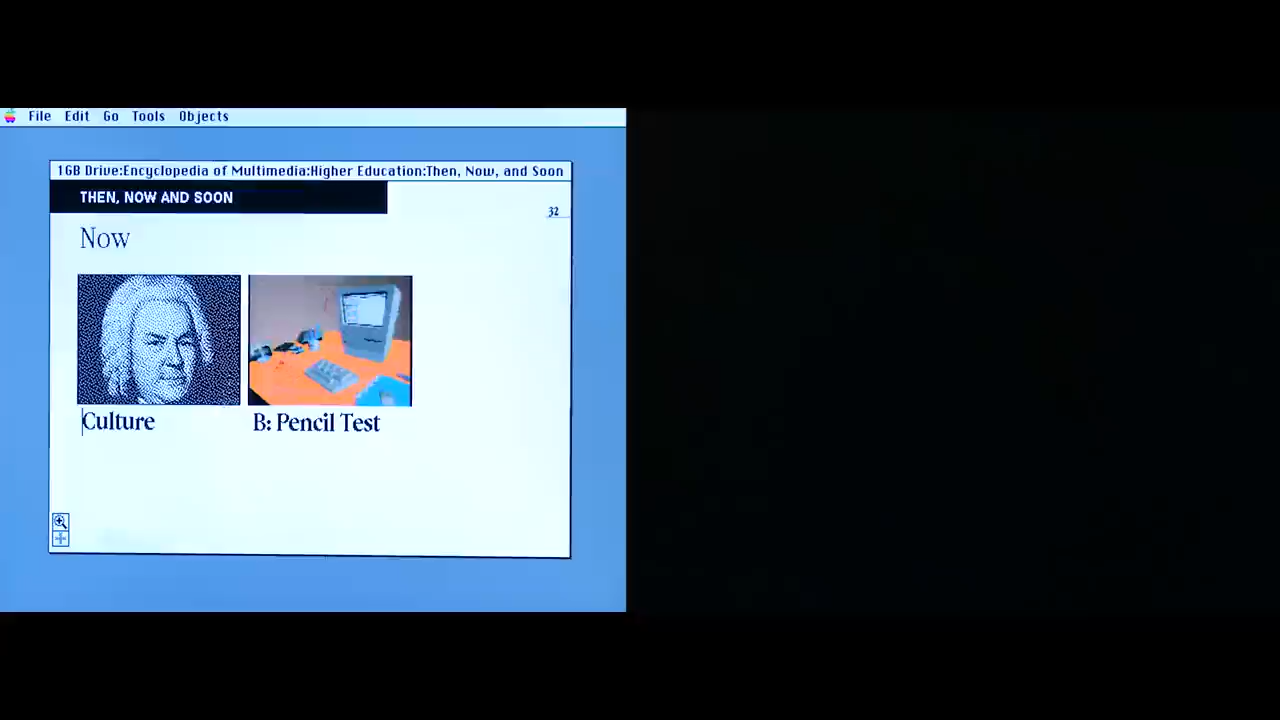 File Edit Go Tools Objects
1GB Drive:Encyclopedia of Multimedia:Higher Education:Then, Now, and Soon
THEN, NOW AND SOON
32
Now
Culture
B: Pencil Test